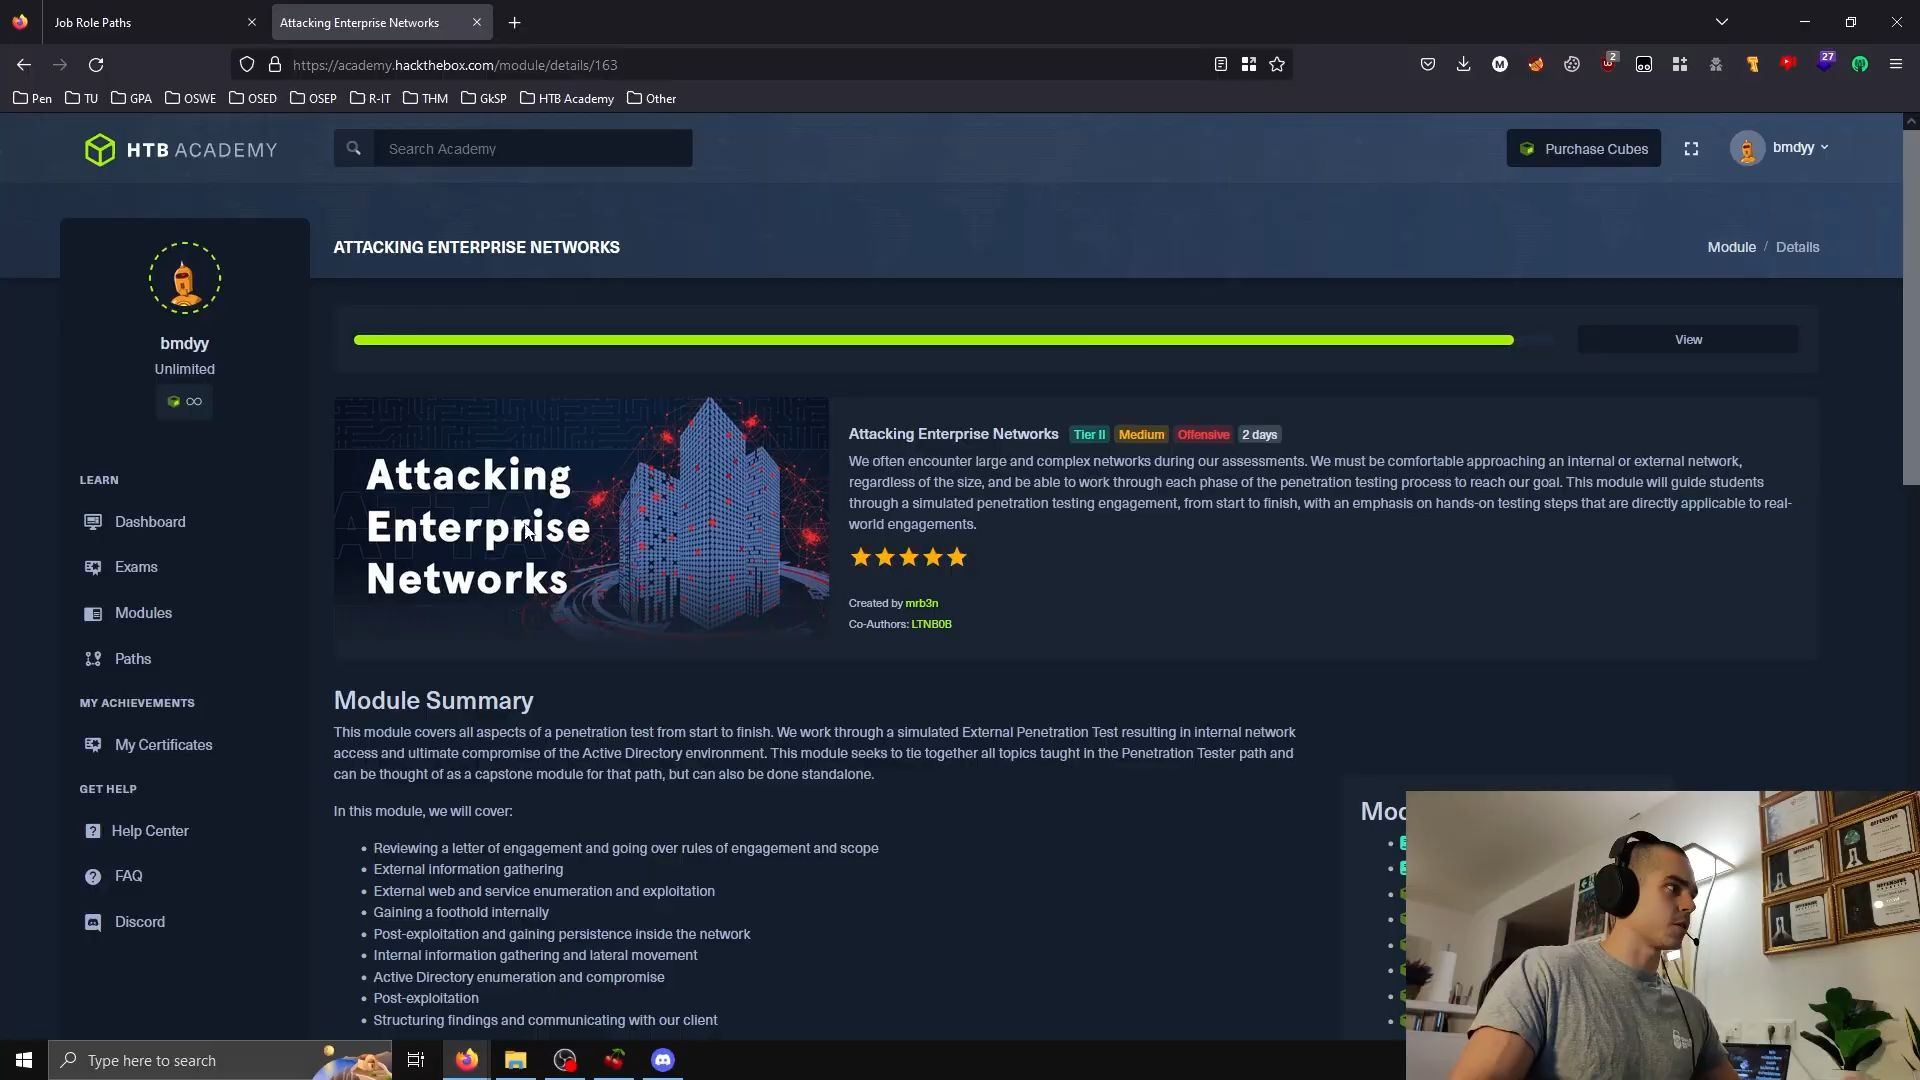 Job Role Paths
Attacking Enterprise Networks
https://academy.hackthebox.com/module/details/163
2
27
Pen
TU
GPA
OSWE
OSED
OSEP
R-IT
THM
GkSP
HTB Academy
Other
HTB ACADEMY
Search Academy
Purchase Cubes
bmdyy
ATTACKING ENTERPRISE NETWORKS
Module / Details
bmdyy
Unlimited
∞
View
Attacking
Enterprise
Networks
Attacking Enterprise Networks Tier II Medium Offensive 2 days
We often encounter large and complex networks during our assessments. We must be comfortable approaching an internal or external network,
regardless of the size, and be able to work through each phase of the penetration testing process to reach our goal. This module will guide students
through a simulated penetration testing engagement, from start to finish, with an emphasis on hands-on testing steps that are directly applicable to real-
world engagements.
Created by mrb3n
Co-Authors: LTNB0B
LEARN
Dashboard
Exams
Modules
Paths
MY ACHIEVEMENTS
My Certificates
GET HELP
Help Center
FAQ
Discord
Module Summary
This module covers all aspects of a penetration test from start to finish. We work through a simulated External Penetration Test resulting in internal network
access and ultimate compromise of the Active Directory environment. This module seeks to tie together all topics taught in the Penetration Tester path and
can be thought of as a capstone module for that path, but can also be done standalone.
In this module, we will cover:
• Reviewing a letter of engagement and going over rules of engagement and scope
• External information gathering
• External web and service enumeration and exploitation
• Gaining a foothold internally
• Post-exploitation and gaining persistence inside the network
• Internal information gathering and lateral movement
• Active Directory enumeration and compromise
• Post-exploitation
• Structuring findings and communicating with our client
Type here to search